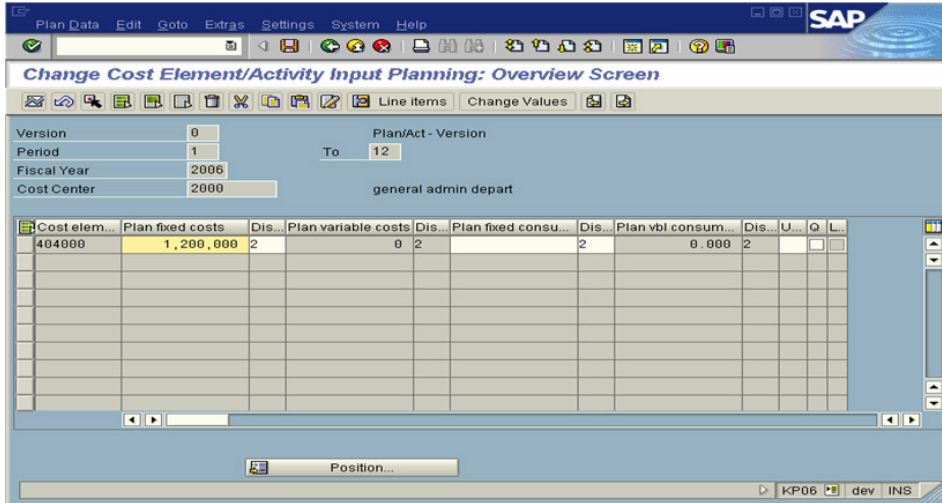 Plan Data Edit Goto Extras Settings System Help
SAP
Change Cost Element/Activity Input Planning: Overview Screen
Line items Change Values
Version 0 Plan/Act - Version
Period 1 To 12
Fiscal Year 2006
Cost Center 2000 general admin depart
Cost elem... Plan fixed costs Dis... Plan variable costs Dis... Plan fixed consu... Dis... Plan vbl consum... Dis... U... Q L...
404000 1,200,000 2 0 2 2 0.000 2
Position...
KP06 dev INS